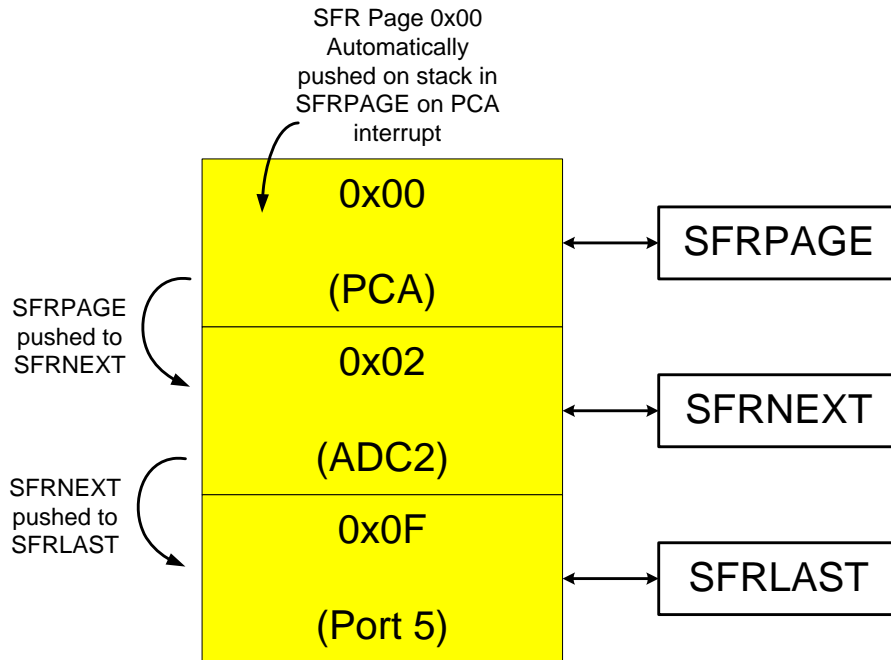 SFR Page 0x00
Automatically
pushed on stack in
SFRPAGE on PCA
interrupt
0x00
(PCA)
SFRPAGE
SFRPAGE
pushed to
SFRNEXT
0x02
(ADC2)
SFRNEXT
SFRNEXT
pushed to
SFRLAST
0x0F
(Port 5)
SFRLAST